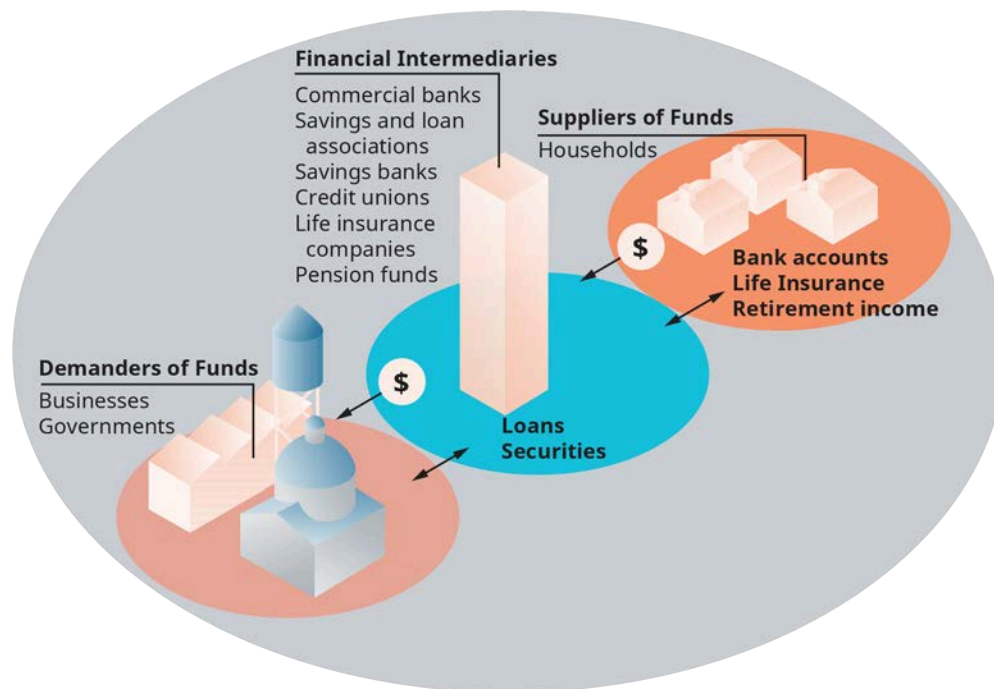 Financial Intermediaries
Commercial banks
Savings and loan
associations
Savings banks
Credit unions
Life insurance
companies
Pension funds
Suppliers of Funds
Households
$
Bank accounts
Life Insurance
Retirement income
Demanders of Funds
Businesses
Governments
$
Loans
Securities